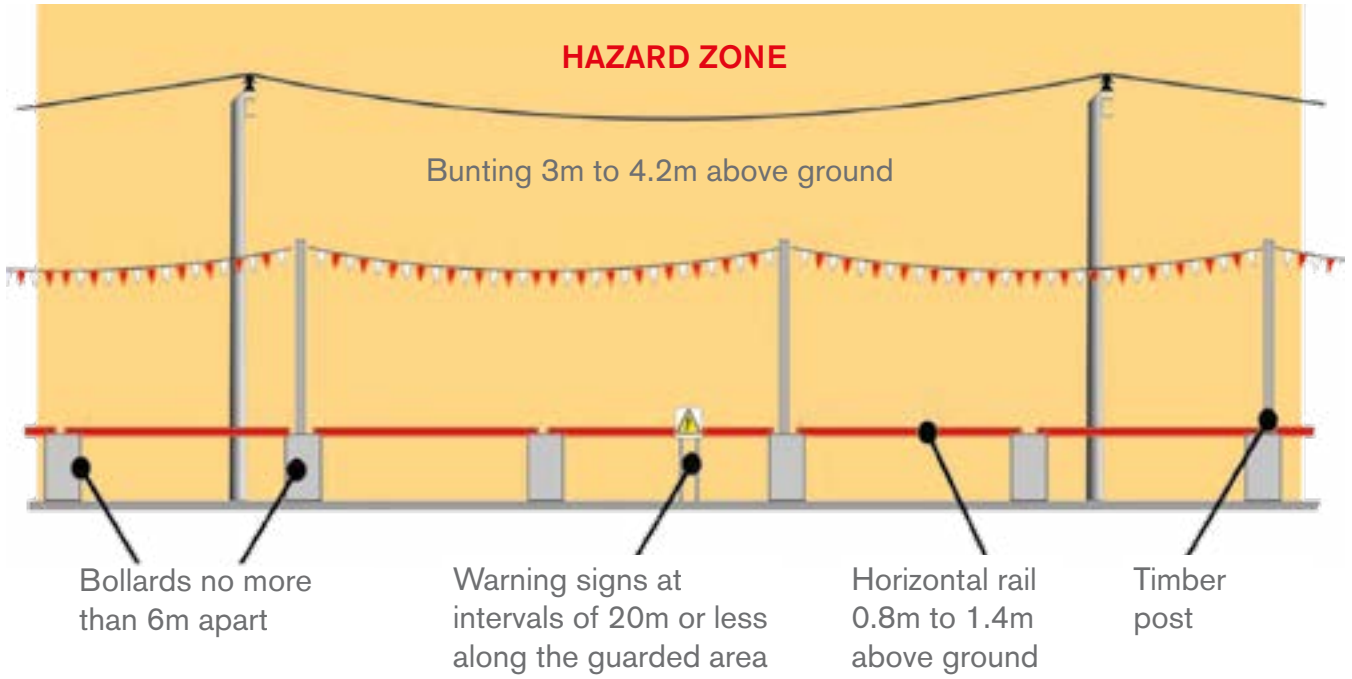 HAZARD ZONE
Bunting 3m to 4.2m above ground
Bollards no more
than 6m apart
Warning signs at
intervals of 20m or less
along the guarded area
Horizontal rail
0.8m to 1.4m
above ground
Timber
post